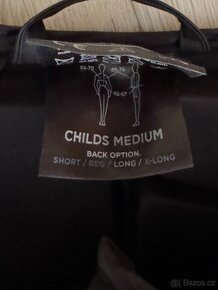 CHILDS MEDIUM
BACK OPTION.
SHORT / REG / LONG / X-LONG
Bazos.cz